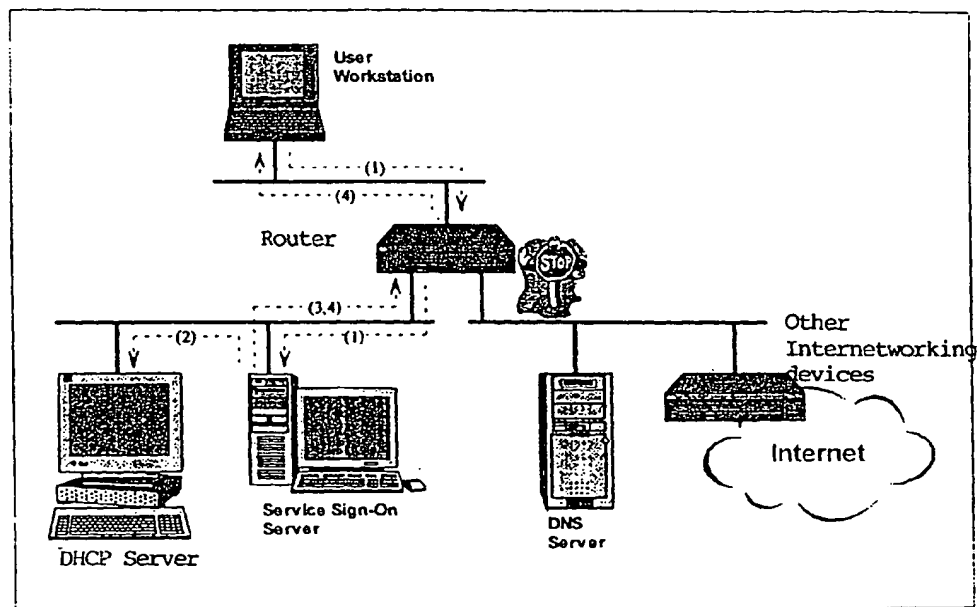 User
Workstation
(1)
(4)
Router
STOP
(3,4)
(2)
(1)
Other
Internetworking
devices
Internet
Service Sign-On
Server
DNS
Server
DHCP Server